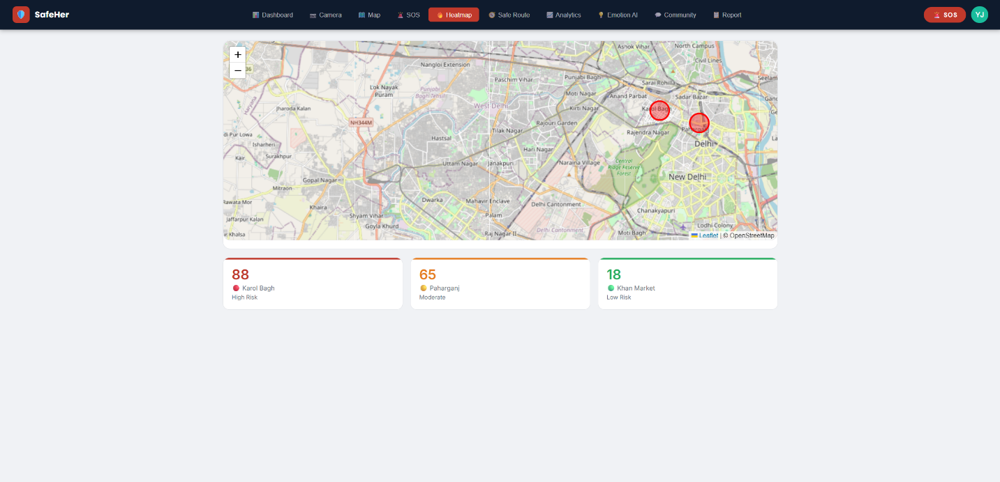 SafeHer
Dashboard
Camera
Map
SOS
Heatmap
Safe Route
Analytics
Emotion AI
Community
Report
SOS
YJ
+
−
36
Nangloi Extension
Ashok Vihar
North Campus
Civil Lines
Paschim Vihar
Punjabi Bagh
Seelam
Sarai Rohilla
Lok Nayak
Puram
Punjabi
Bagh Tehsil
Moti Nagar
Anand Parbat
Sadar Bazar
Haryana
Jharoda Kalan
West Delhi
Kirti Nagar
Karol Bagh
NH344M
Rajouri Garden
Tilak Nagar
Rajendra Nagar
Paharganj
di Pur Lowa
Isharheri
Hastsal
Hari Nagar
Delhi
Kair
Surakhpur
Uttam Nagar
Janakpuri
Naraina Village
Central
Ridge Reserve
Forest
Gopal Nagar
Mitraon
New Delhi
Rawata Mor
Khaira
Dwarka
Mahavir Enclave
Delhi Cantonment
Chanakyapuri
Jaffarpur Kalan
Shyam Vihar
Palam
Goyla Khurd
Delhi Cantonment
Lodhi Colony
Khalsa
Raj Nagar II
Moti Bagh
Leaflet | © OpenStreetMap
88
Karol Bagh
High Risk
65
Paharganj
Moderate
18
Khan Market
Low Risk